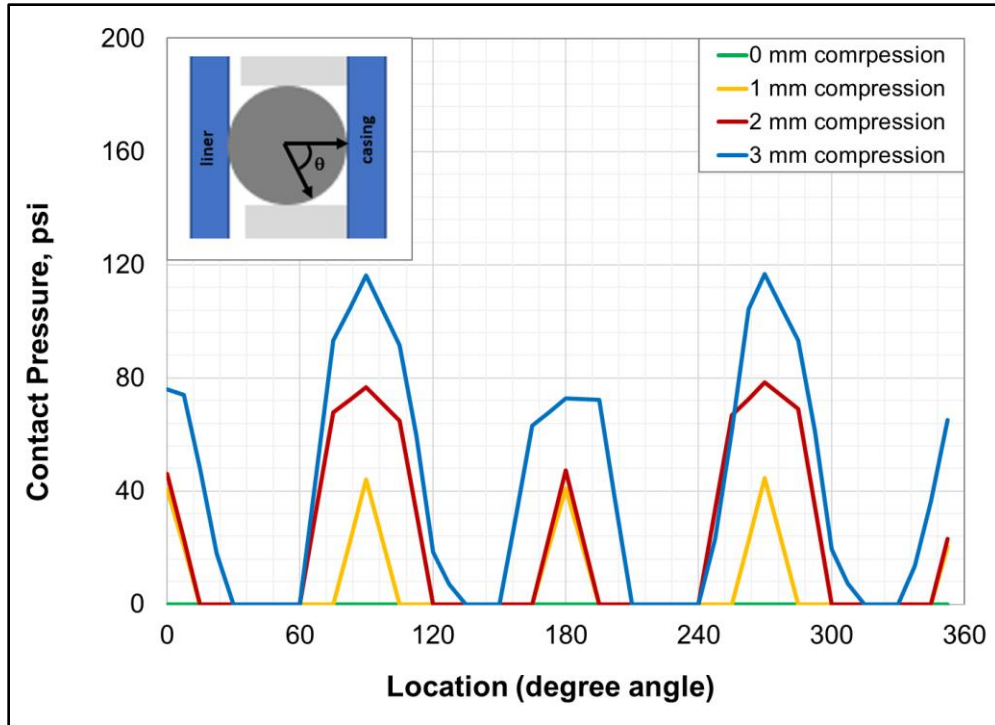 200
160
120
80
40
0
Contact Pressure, psi
0 60 120 180 240 300 360
Location (degree angle)
0 mm comrpession
1 mm compression
2 mm compression
3 mm compression
liner
θ
casing